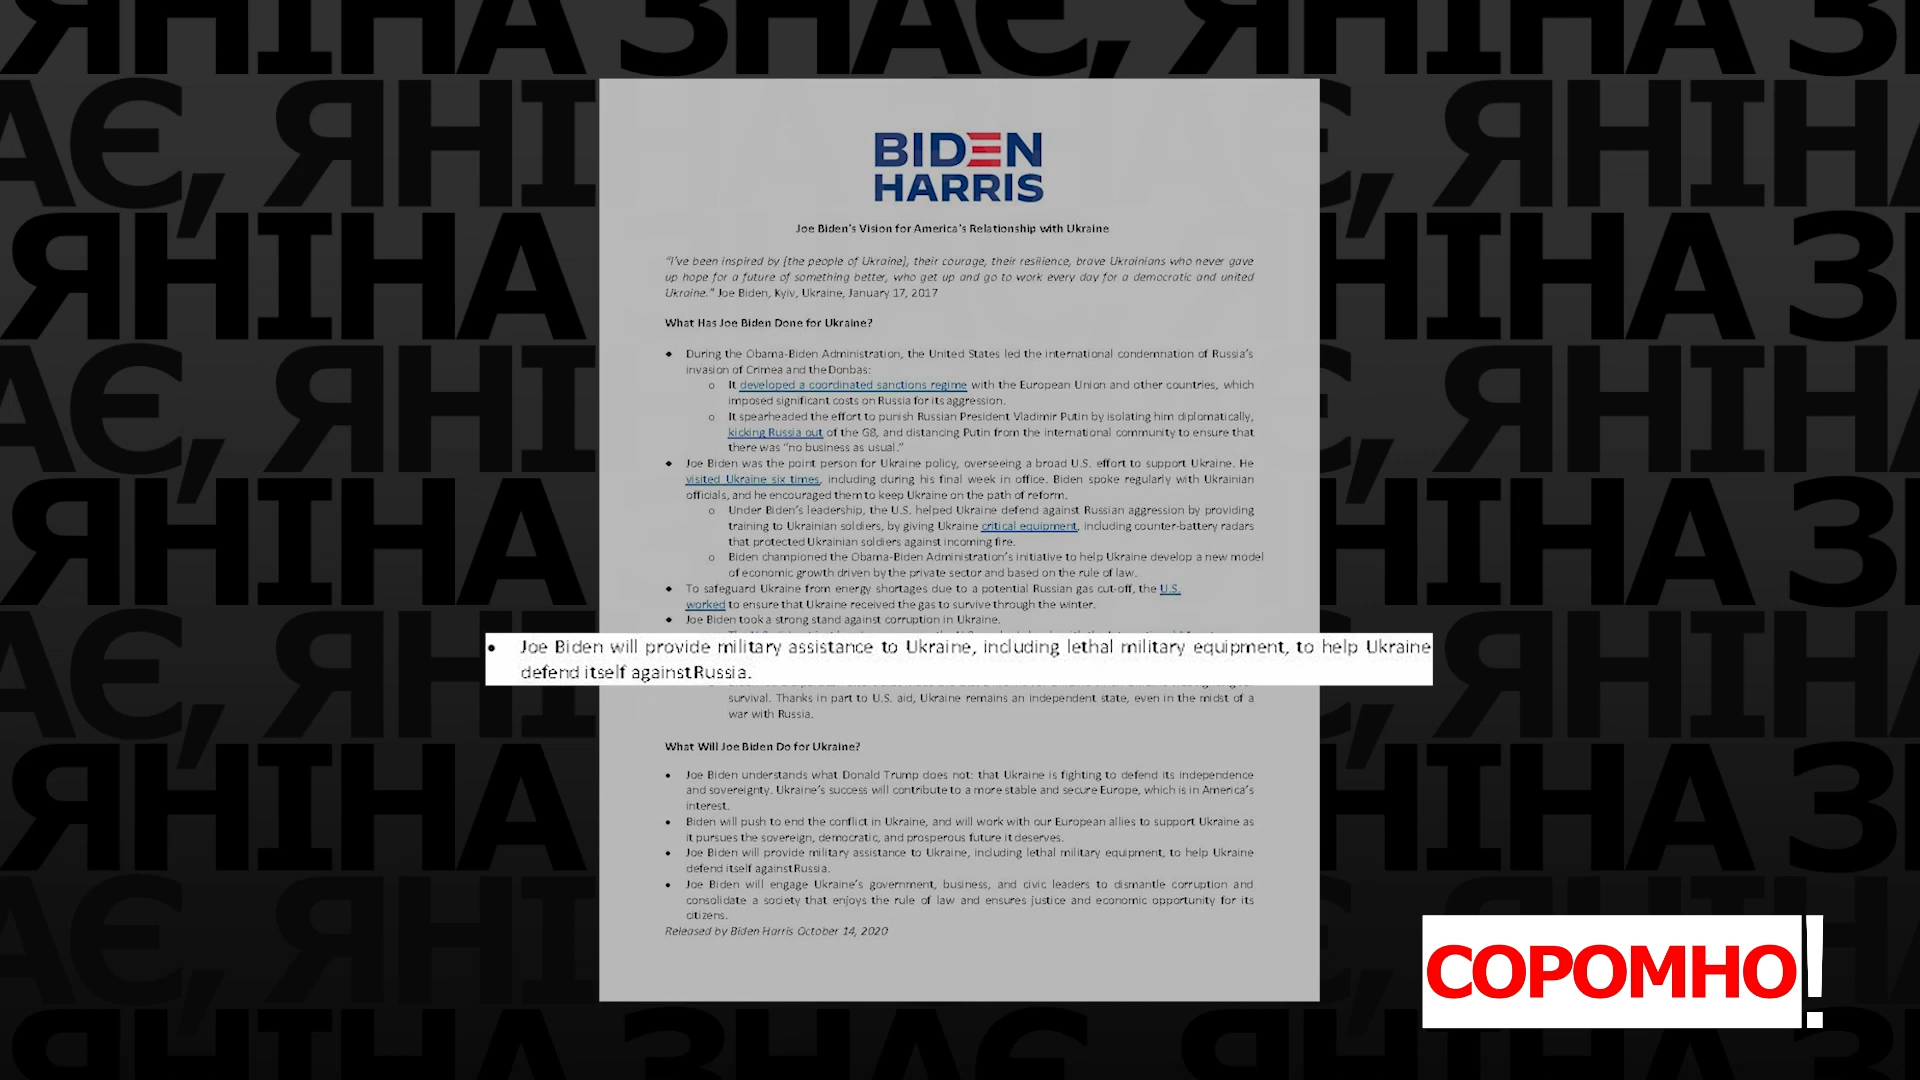 ЯНІНА ЗНАЄ, ЯНІНА З
АЄ, ЯНІ
ЯНІНА
BIDEN
HARRIS
Joe Biden's Vision for America's Relationship with Ukraine
"I've been inspired by [the people of Ukraine], their courage, their resilience, brave Ukrainians who never gave
up hope for a future of something better, who get up and go to work every day for a democratic and united
Ukraine." Joe Biden, Kyiv, Ukraine, January 17, 2017
What Has Joe Biden Done for Ukraine?
• During the Obama-Biden Administration, the United States led the international condemnation of Russia's
invasion of Crimea and the Donbas:
o It developed a coordinated sanctions regime with the European Union and other countries, which
imposed significant costs on Russia for its aggression.
o It spearheaded the effort to punish Russian President Vladimir Putin by isolating him diplomatically,
kicking Russia out of the G8, and distancing Putin from the international community to ensure that
there was "no business as usual."
• Joe Biden was the point person for Ukraine policy, overseeing a broad U.S. effort to support Ukraine. He
visited Ukraine six times, including during his final week in office. Biden spoke regularly with Ukrainian
officials, and he encouraged them to keep Ukraine on the path of reform.
o Under Biden's leadership, the U.S. helped Ukraine defend against Russian aggression by providing
training to Ukrainian soldiers, by giving Ukraine critical equipment, including counter-battery radars
that protected Ukrainian soldiers against incoming fire.
o Biden championed the Obama-Biden Administration's initiative to help Ukraine develop a new model
of economic growth driven by the private sector and based on the rule of law.
• To safeguard Ukraine from energy shortages due to a potential Russian gas cut-off, the U.S.
worked to ensure that Ukraine received the gas to survive through the winter.
• Joe Biden took a strong stand against corruption in Ukraine.
• Joe Biden will provide military assistance to Ukraine, including lethal military equipment, to help Ukraine
defend itself against Russia.
survival. Thanks in part to U.S. aid, Ukraine remains an independent state, even in the midst of a
war with Russia.
What Will Joe Biden Do for Ukraine?
• Joe Biden understands what Donald Trump does not: that Ukraine is fighting to defend its independence
and sovereignty. Ukraine's success will contribute to a more stable and secure Europe, which is in America's
interest.
• Biden will push to end the conflict in Ukraine, and will work with our European allies to support Ukraine as
it pursues the sovereign, democratic, and prosperous future it deserves.
• Joe Biden will provide military assistance to Ukraine, including lethal military equipment, to help Ukraine
defend itself against Russia.
• Joe Biden will engage Ukraine's government, business, and civic leaders to dismantle corruption and
consolidate a society that enjoys the rule of law and ensures justice and economic opportunity for its
citizens.
Released by Biden Harris October 14, 2020
СОРОМНО!